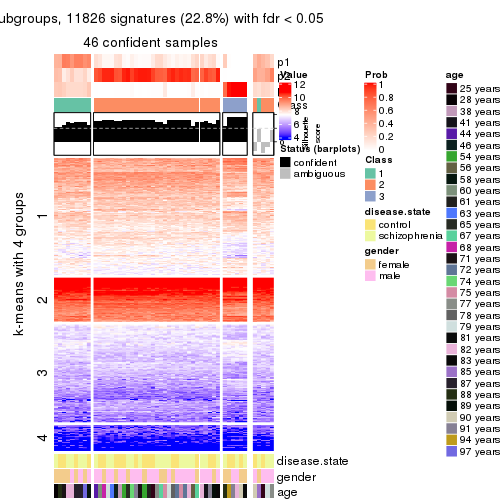 ubgroups, 11826 signatures (22.8%) with fdr < 0.05
46 confident samples
p1
p2
Class
Silhouette
score
k-means with 4 groups
1
2
3
4
disease.state
gender
age
Value
12
10
8
6
4
Status (barplots)
confident
ambiguous
Prob
1
0.8
0.6
0.4
0.2
0
Class
1
2
3
disease.state
control
schizophrenia
gender
female
male
age
25 years
28 years
38 years
41 years
44 years
46 years
54 years
56 years
58 years
60 years
61 years
63 years
65 years
67 years
68 years
71 years
72 years
74 years
75 years
77 years
78 years
79 years
81 years
82 years
83 years
85 years
87 years
88 years
89 years
90 years
91 years
94 years
97 years